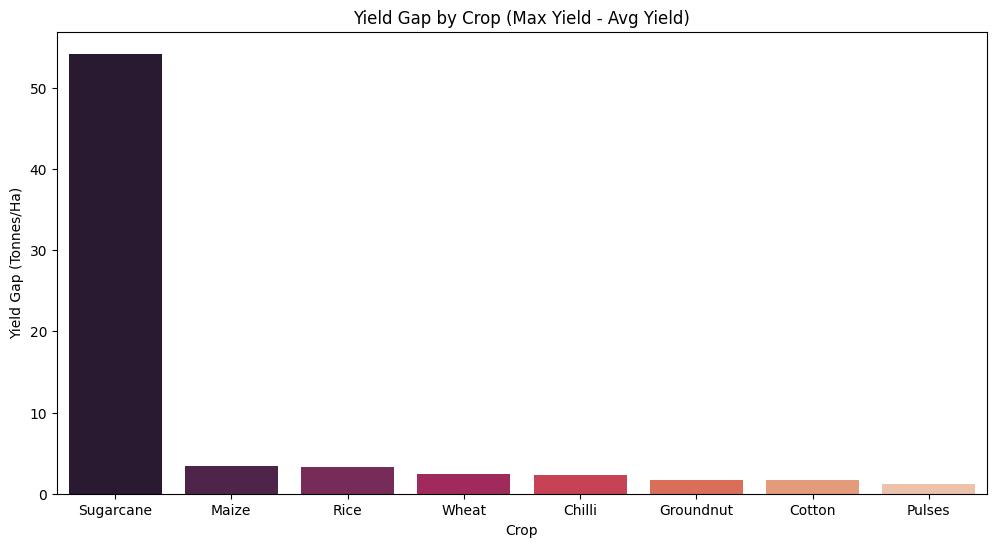 Yield Gap by Crop (Max Yield - Avg Yield)
Yield Gap (Tonnes/Ha)
50
40
30
20
10
0
Sugarcane Maize Rice Wheat Chilli Groundnut Cotton Pulses
Crop